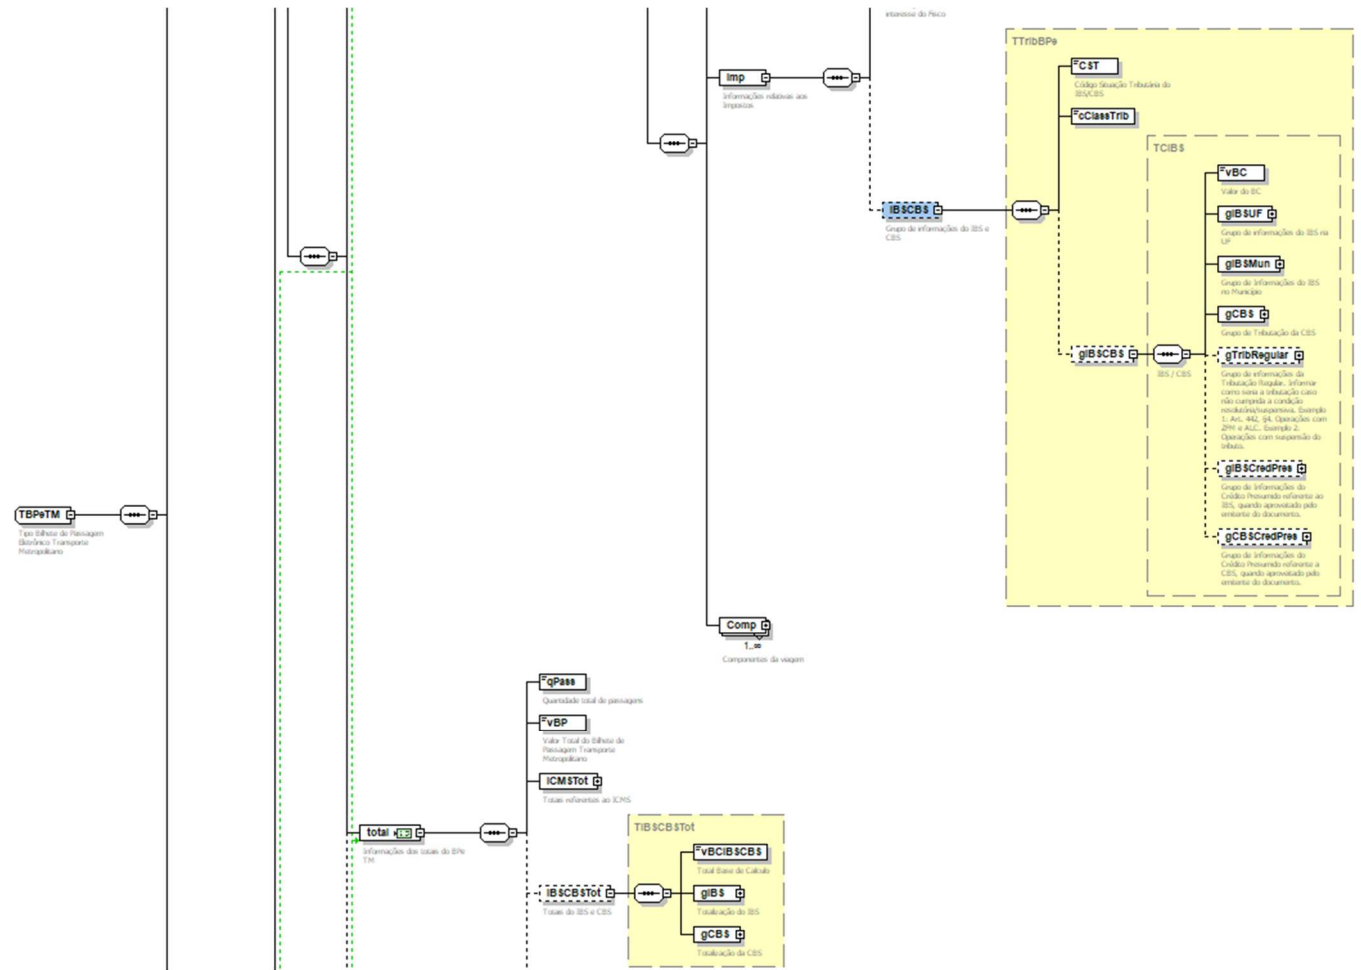 interesse do Fisco
TTribBPe
CST
Código Situação Tributária do
IBS/CBS
Imp
Informações relativas aos
Impostos
cClassTrib
TCIBS
vBC
Valor do BC
IBSCBS
Grupo de informações do IBS e
CBS
gIBSUF
Grupo de informações do IBS na
UF
gIBSMun
Grupo de Informações do IBS
no Município
gCBS
Grupo de Tributação da CBS
gIBSCBS
IBS / CBS
gTribRegular
Grupo de informações da
Tributação Regular. Informar
como seria a tributação caso
não cumprida a condição
resolutória/suspensiva. Exemplo
1: Art. 442, §4. Operações com
ZFM e ALC. Exemplo 2:
Operações com suspensão do
tributo.
gIBSCredPres
Grupo de Informações do
Crédito Presumido referente ao
IBS, quando aproveitado pelo
emitente do documento.
gCBSCredPres
Grupo de Informações do
Crédito Presumido referente a
CBS, quando aproveitado pelo
emitente do documento.
TBPeTM
Tipo Bilhete de Passagem
Eletrônico Transporte
Metropolitano
Comp
1..∞
Componentes da viagem
qPass
Quantidade total de passagens
vBP
Valor Total do Bilhete de
Passagem Transporte
Metropolitano
ICMSTot
Totais referentes ao ICMS
total
Informações dos totais do BPe
TM
TIBSCBSTot
vBCIBSCBS
Total Base de Calculo
IBSCBSTot
Totais do IBS e CBS
gIBS
Totalização do IBS
gCBS
Totalização da CBS